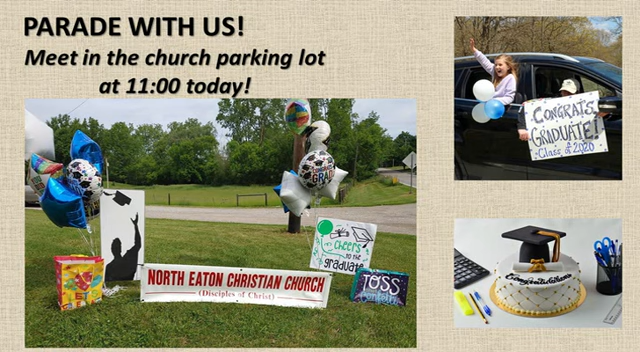 PARADE WITH US!
Meet in the church parking lot
at 11:00 today!
CONGRATS
GRADUATE!
Class of 2020
GRAD
CHEERS
to the
graduate
NORTH EATON CHRISTIAN CHURCH
(Disciples of Christ)
TOSS
Congratulations